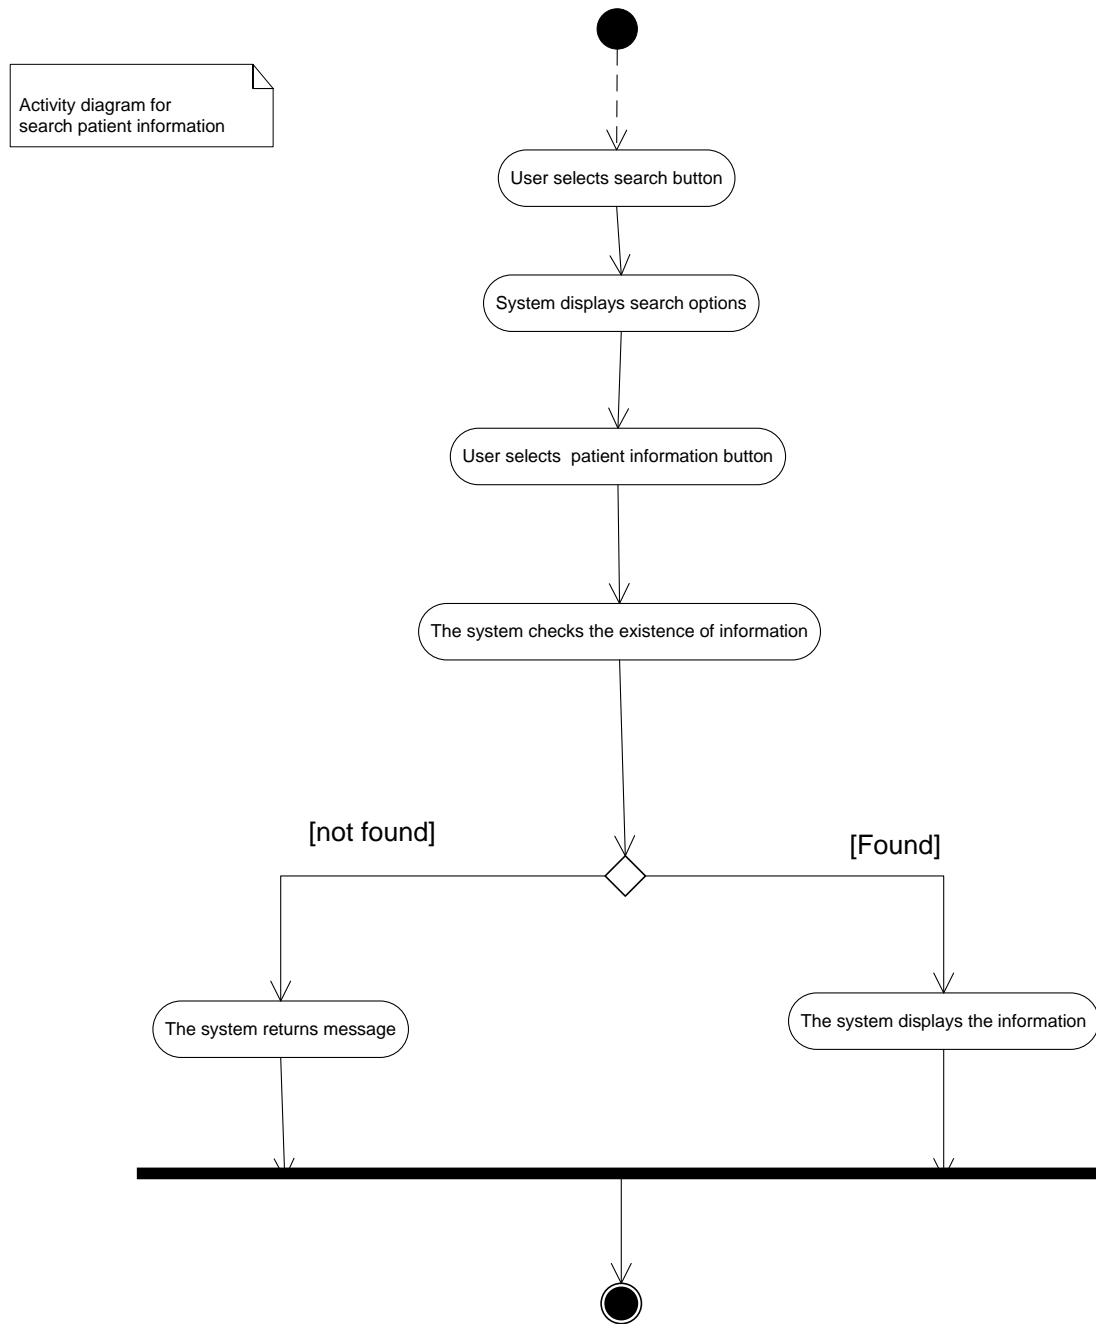 Activity diagram for
search patient information
User selects search button
System displays search options
User selects  patient information button
The system checks the existence of information
[not found]
[Found]
The system returns message
The system displays the information